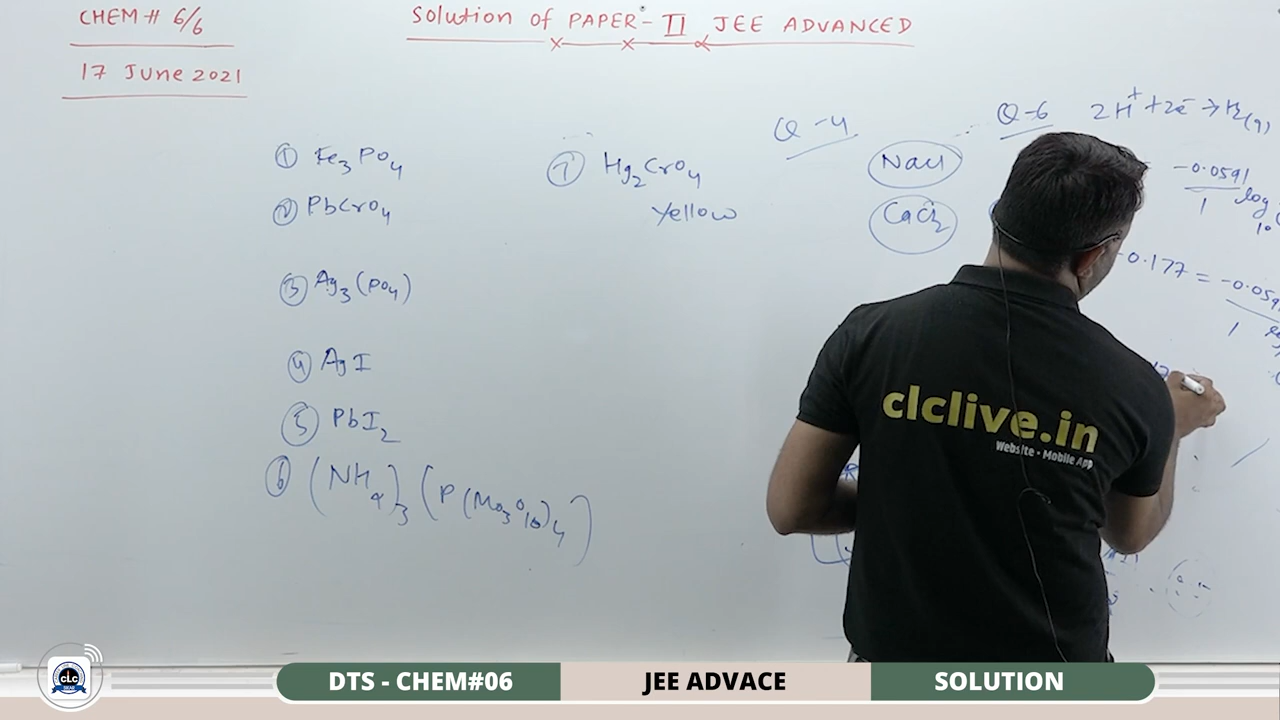 CHEM # 6/6
17 June 2021
Solution of PAPER-II JEE ADVANCED
① Fe3PO4
② PbCrO4
③ Ag3(PO4)
④ AgI
⑤ PbI2
⑥ (NH4)3(P(Mo3O10)4)
⑦ Hg2CrO4
Yellow
Q-4
NaCl
CaCl2
Q-6
2H+ + 2e- → H2(g)
-0.0591
1
log
10
-0.177 = -0.059
1
clclive.in
Website • Mobile App
CLC
DTS - CHEM#06
JEE ADVACE
SOLUTION